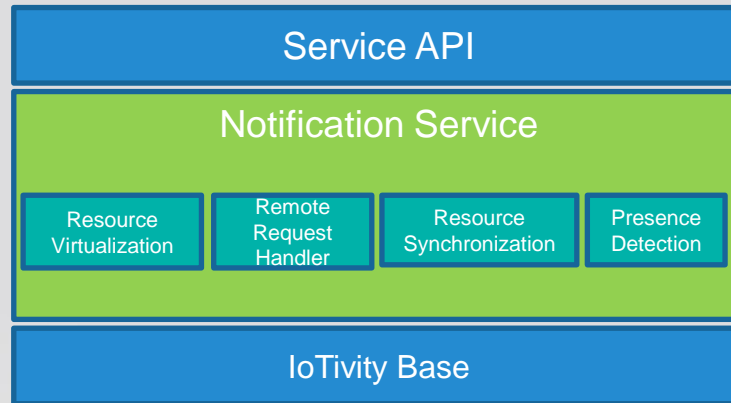 Service API
Notification Service
Resource
Virtualization
Remote
Request
Handler
Resource
Synchronization
Presence
Detection
IoTivity Base